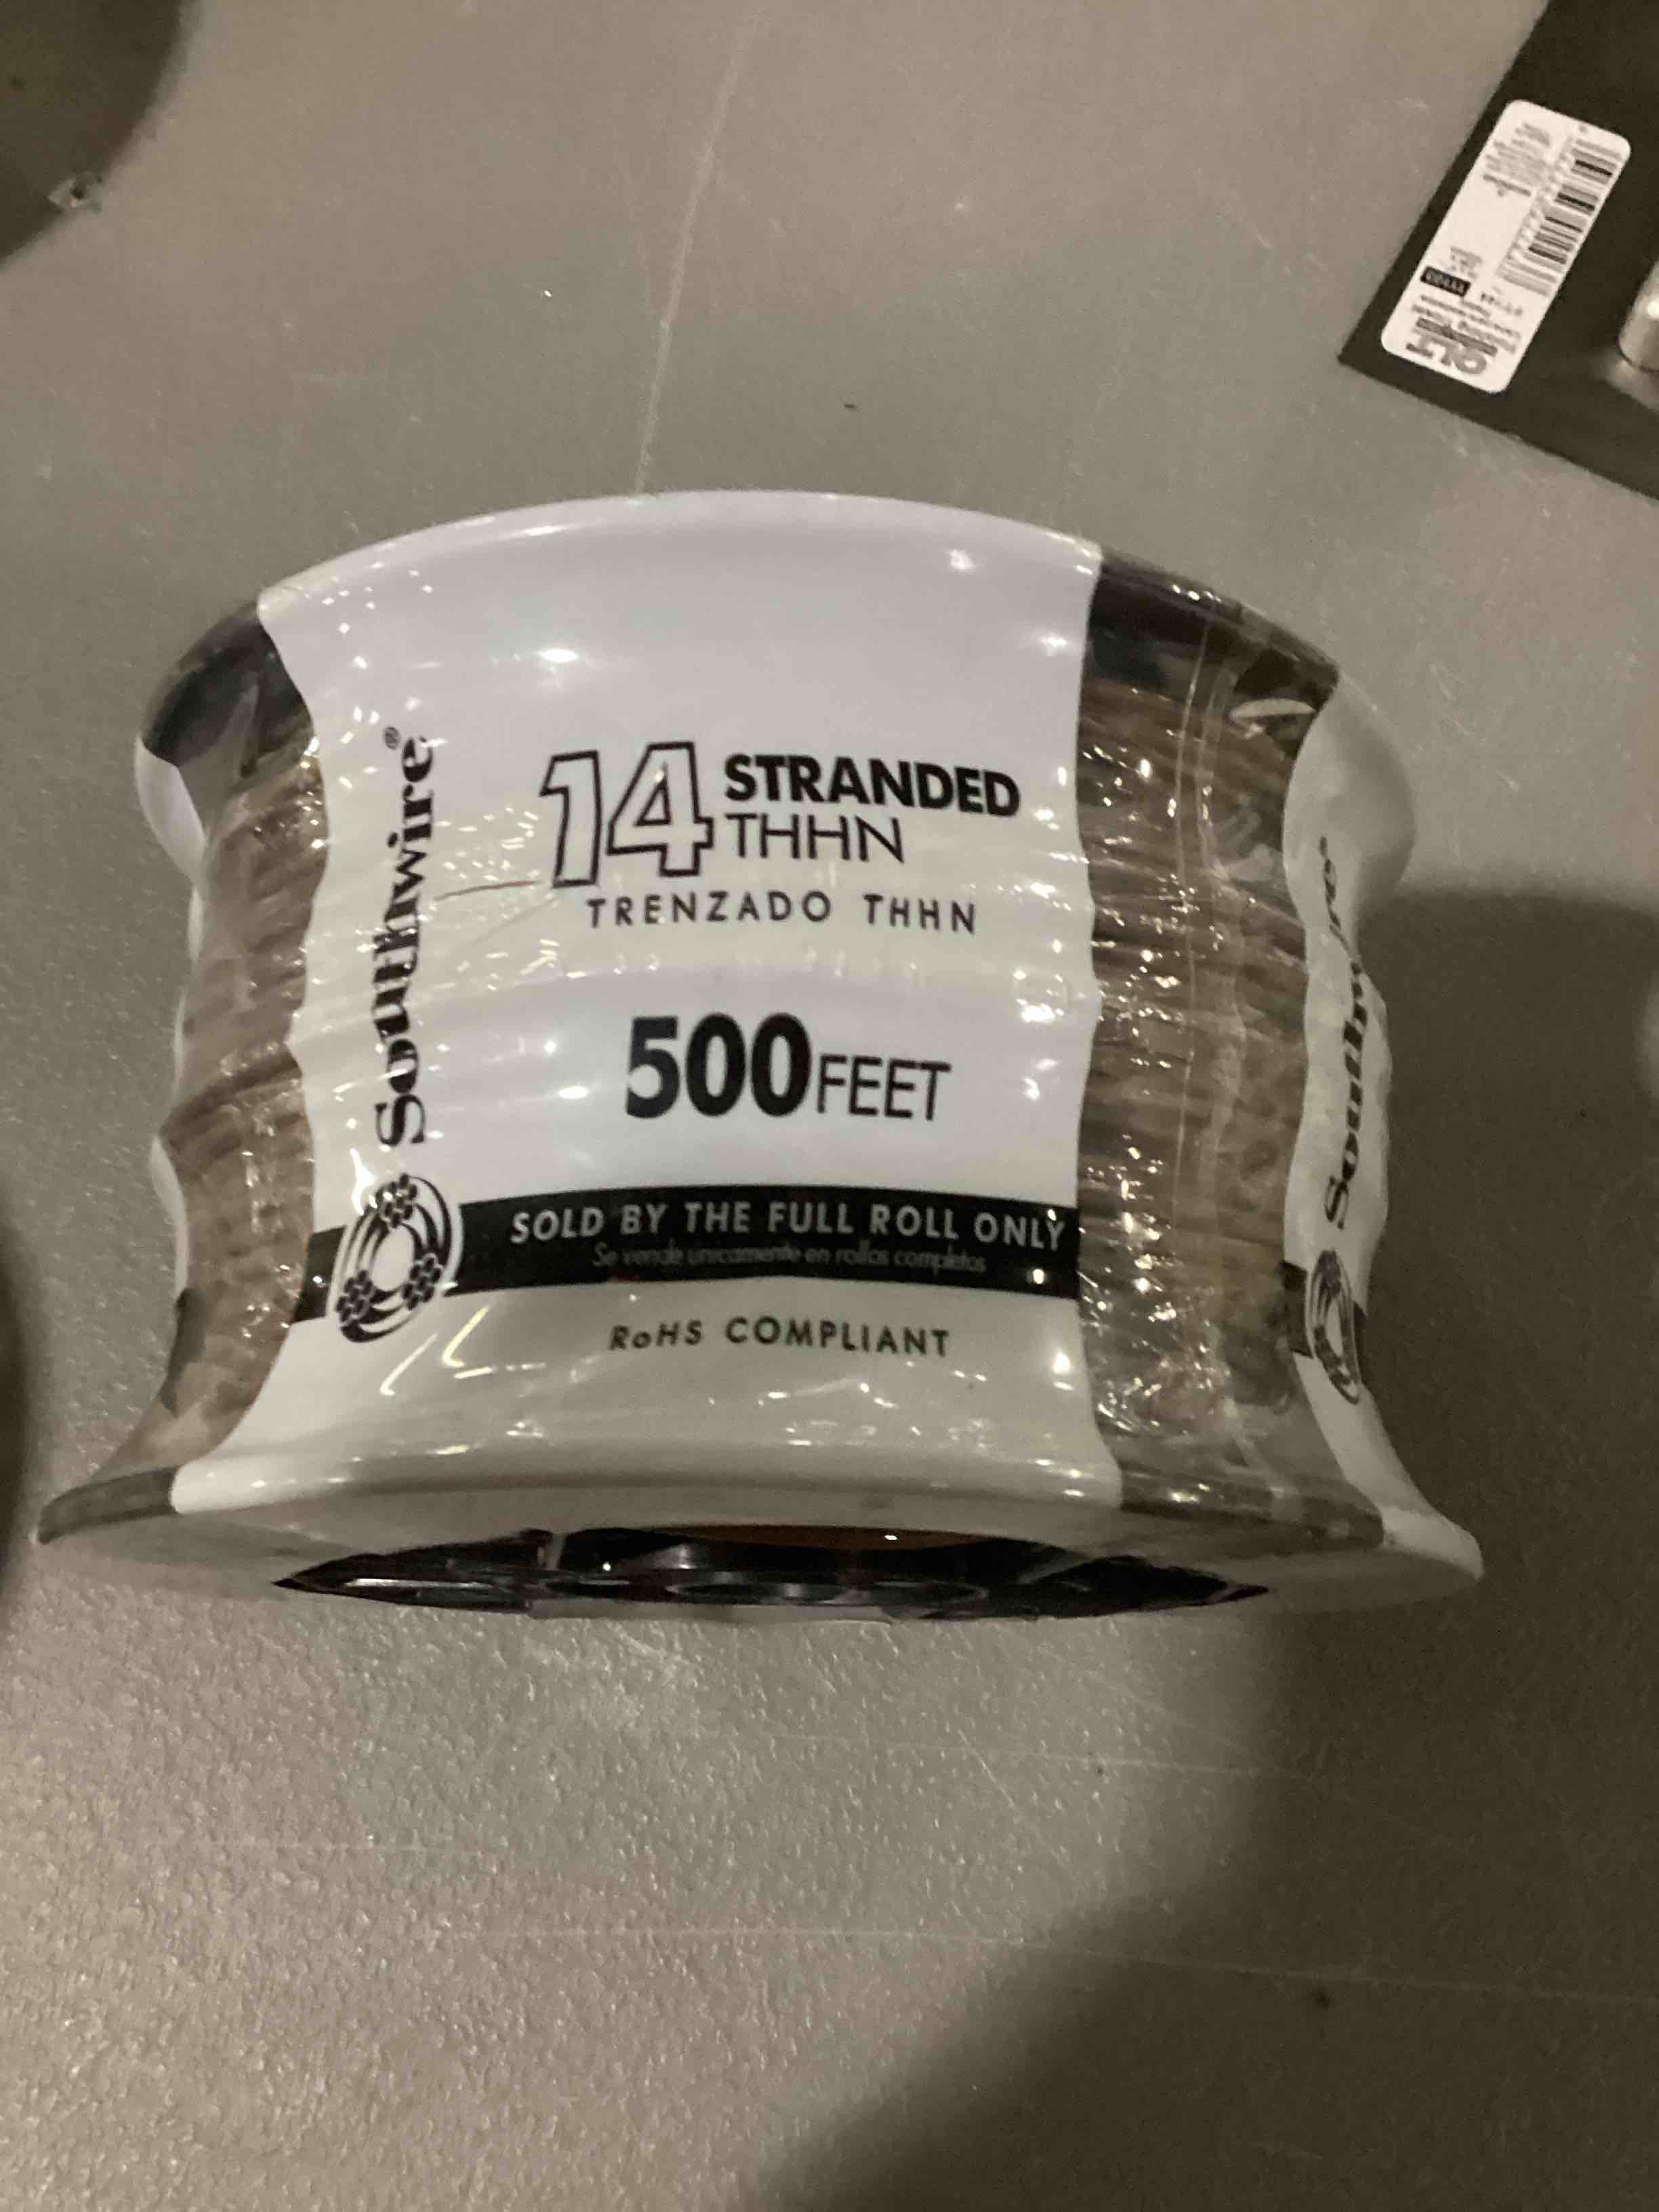 Southwire®
14 STRANDED
THHN
TRENZADO THHN
500 FEET
SOLD BY THE FULL ROLL ONLY
Se vende unicamente en rollos completos
RoHS COMPLIANT
Southwire®